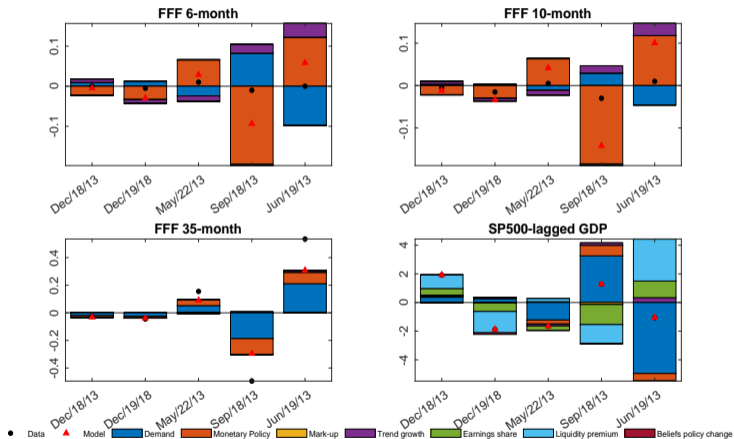 FFF 6-month
0.1
0
-0.1
Dec/18/13
Dec/19/18
May/22/13
Sep/18/13
Jun/19/13
FFF 10-month
0.1
0
-0.1
Dec/18/13
Dec/19/18
May/22/13
Sep/18/13
Jun/19/13
FFF 35-month
0.4
0.2
0
-0.2
-0.4
Dec/18/13
Dec/19/18
May/22/13
Sep/18/13
Jun/19/13
SP500-lagged GDP
4
2
0
-2
-4
Dec/18/13
Dec/19/18
May/22/13
Sep/18/13
Jun/19/13
Data Model Demand Monetary Policy Mark-up Trend growth Earnings share Liquidity premium Beliefs policy change